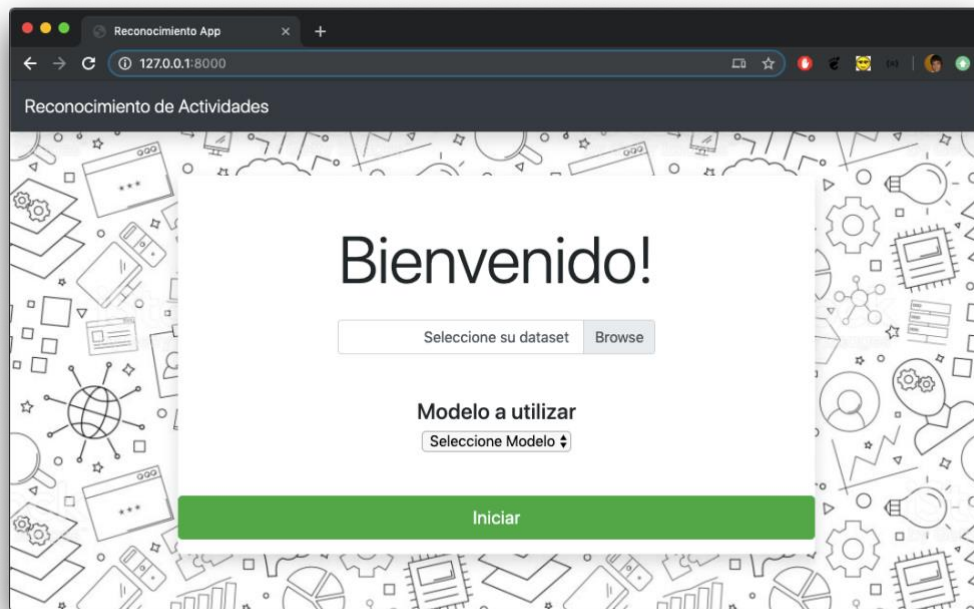 Reconocimiento App
127.0.0.1:8000
Reconocimiento de Actividades
Bienvenido!
Seleccione su dataset Browse
Modelo a utilizar
Seleccione Modelo
Iniciar